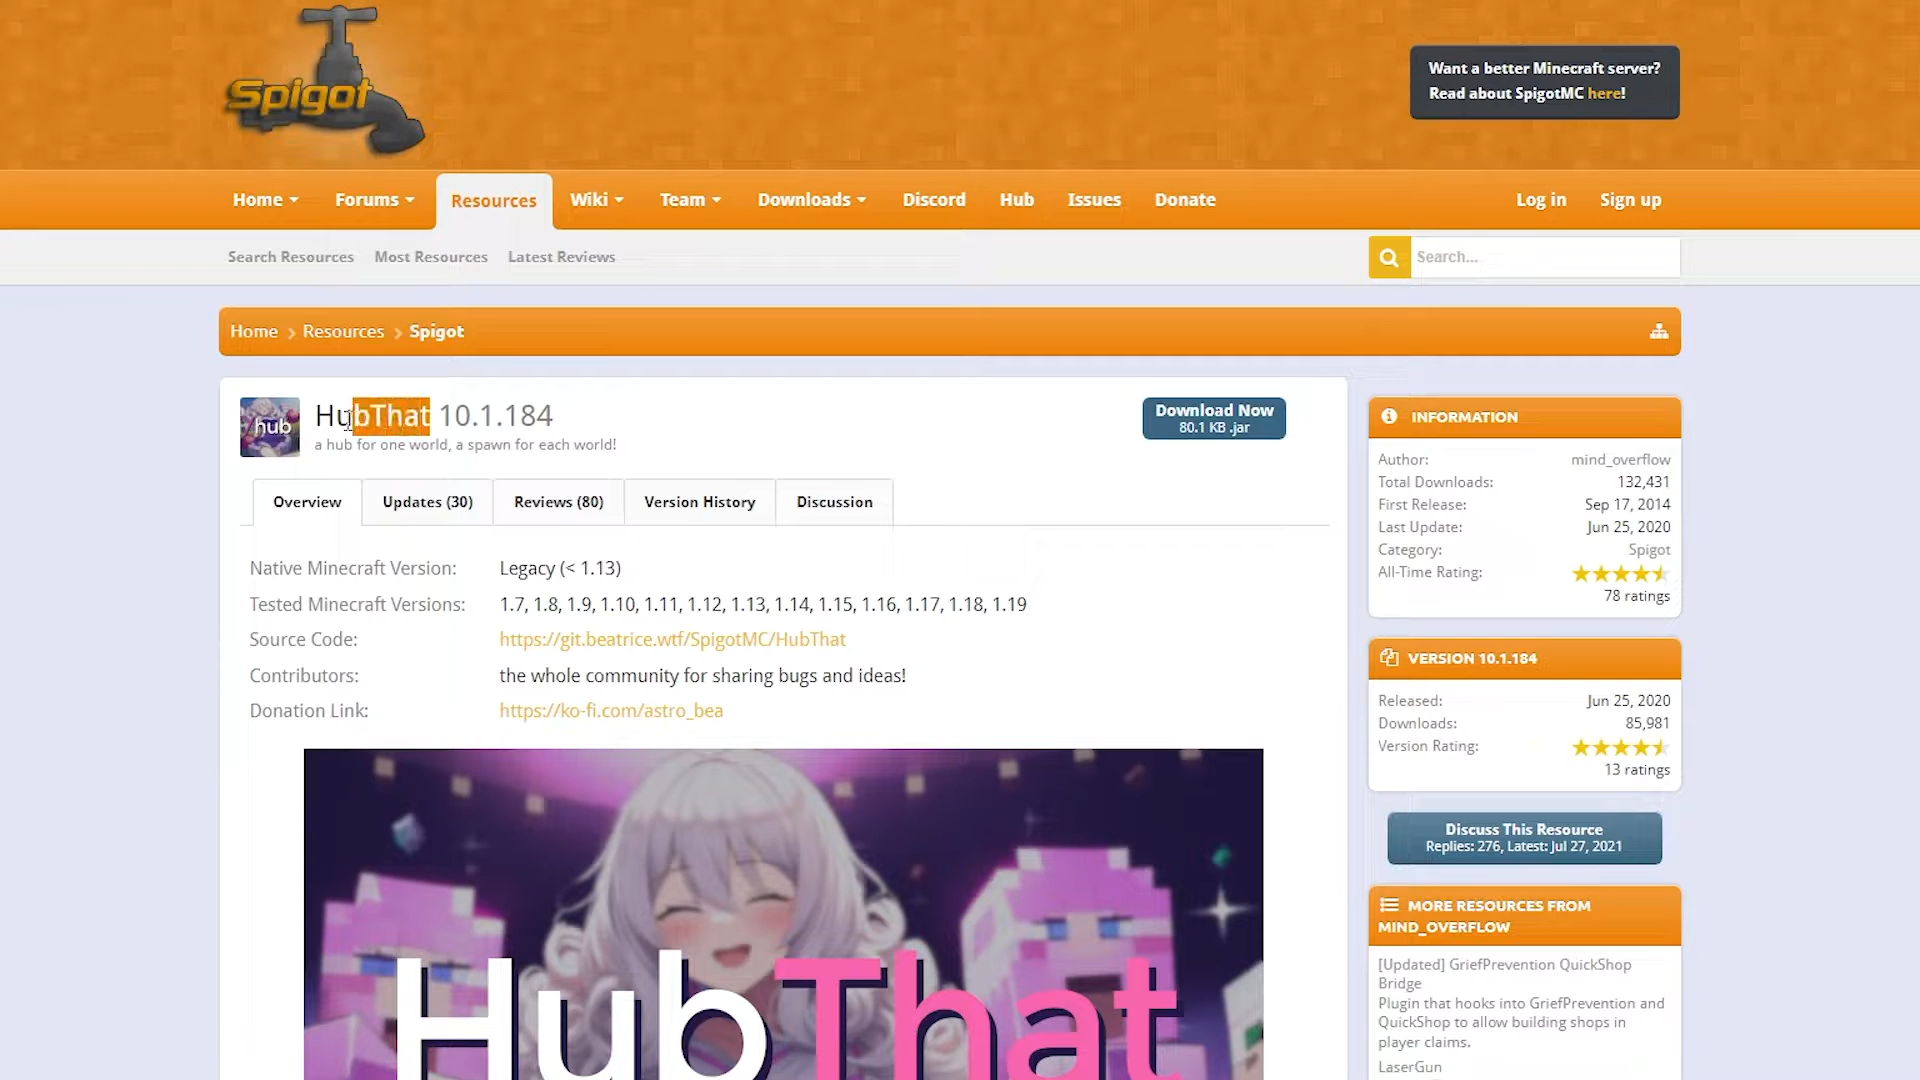 Spigot
Want a better Minecraft server?
Read about SpigotMC here!
Home
Forums
Resources
Wiki
Team
Downloads
Discord
Hub
Issues
Donate
Log in
Sign up
Search Resources
Most Resources
Latest Reviews
Search...
Home
Resources
Spigot
hub
HubThat 10.1.184
a hub for one world, a spawn for each world!
Download Now
80.1 KB .jar
Overview
Updates (30)
Reviews (80)
Version History
Discussion
Native Minecraft Version: Legacy (< 1.13)
Tested Minecraft Versions: 1.7, 1.8, 1.9, 1.10, 1.11, 1.12, 1.13, 1.14, 1.15, 1.16, 1.17, 1.18, 1.19
Source Code: https://git.beatrice.wtf/SpigotMC/HubThat
Contributors: the whole community for sharing bugs and ideas!
Donation Link: https://ko-fi.com/astro_bea
HubThat
INFORMATION
Author: mind_overflow
Total Downloads: 132,431
First Release: Sep 17, 2014
Last Update: Jun 25, 2020
Category: Spigot
All-Time Rating:
78 ratings
VERSION 10.1.184
Released: Jun 25, 2020
Downloads: 85,981
Version Rating:
13 ratings
Discuss This Resource
Replies: 276, Latest: Jul 27, 2021
MORE RESOURCES FROM
MIND_OVERFLOW
[Updated] GriefPrevention QuickShop
Bridge
Plugin that hooks into GriefPrevention and
QuickShop to allow building shops in
player claims.
LaserGun